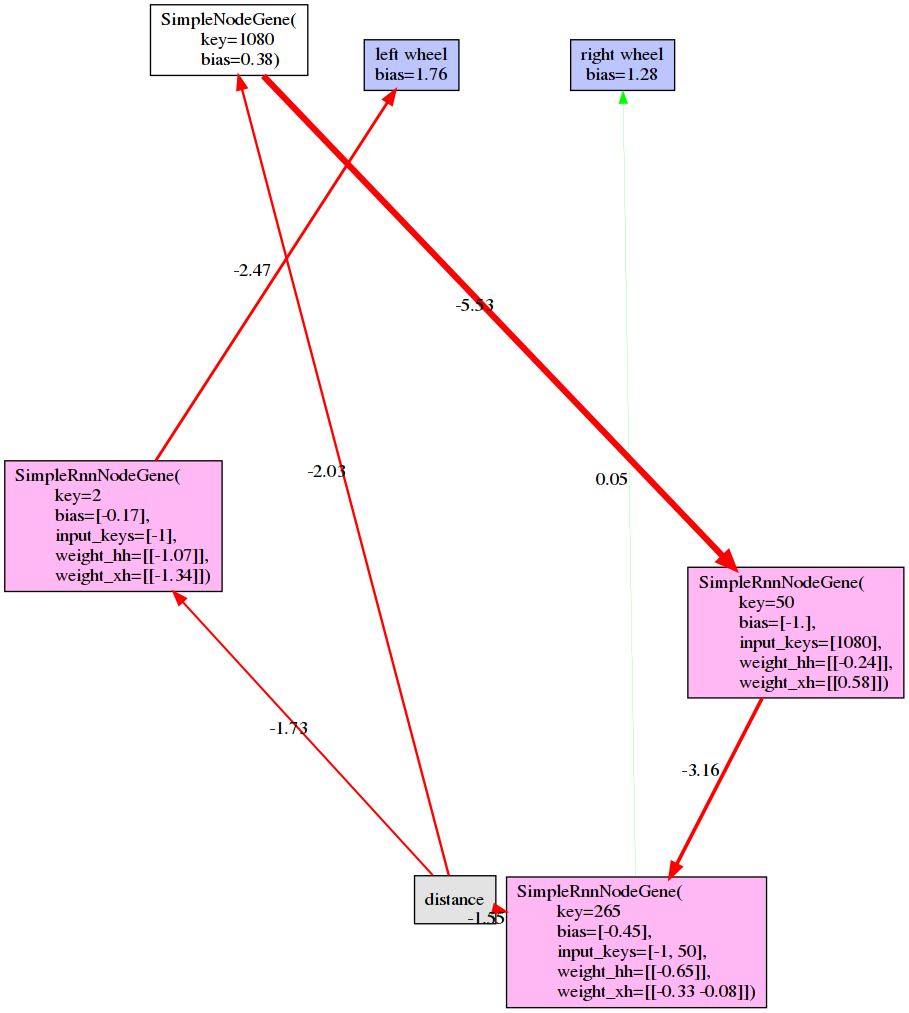 SimpleNodeGene(
key=1080
bias=0.38)
left wheel
bias=1.76
right wheel
bias=1.28
-2.47
-5.53
-2.03
0.05
SimpleRnnNodeGene(
key=2
bias=[-0.17],
input_keys=[-1],
weight_hh=[[-1.07]],
weight_xh=[[-1.34]])
SimpleRnnNodeGene(
key=50
bias=[-1.],
input_keys=[1080],
weight_hh=[[-0.24]],
weight_xh=[[0.58]])
-1.73
-3.16
distance
-1.55
SimpleRnnNodeGene(
key=265
bias=[-0.45],
input_keys=[-1, 50],
weight_hh=[[-0.65]],
weight_xh=[[-0.33 -0.08]])